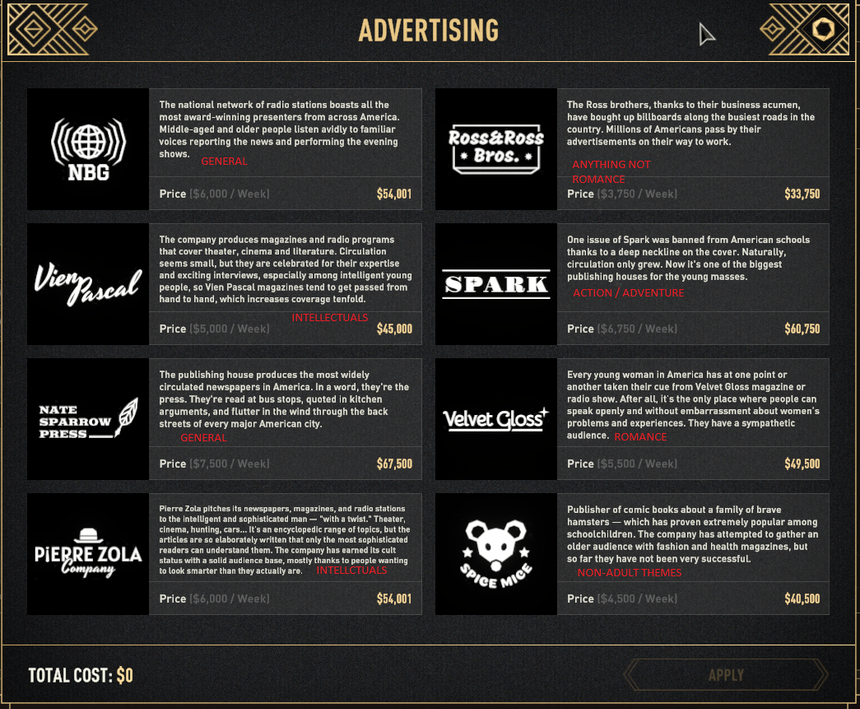 ADVERTISING
NBG
The national network of radio stations boasts all the
most award-winning presenters from across America.
Middle-aged and older people listen avidly to familiar
voices reporting the news and performing the evening
shows.
GENERAL
Price ($6,000 / Week) $54,001
Ross&Ross
Bros.
The Ross brothers, thanks to their business acumen,
have bought up billboards along the busiest roads in the
country. Millions of Americans pass by their
advertisements on their way to work.
ANYTHING NOT
ROMANCE
Price ($3,750 / Week) $33,750
Vien Pascal
The company produces magazines and radio programs
that cover theater, cinema and literature. Circulation
seems small, but they are celebrated for their expertise
and exciting interviews, especially among intelligent young
people, so Vien Pascal magazines tend to get passed from
hand to hand, which increases coverage tenfold.
INTELLECTUALS
Price ($5,000 / Week) $45,000
SPARK
One issue of Spark was banned from American schools
thanks to a deep neckline on the cover. Naturally,
circulation only grew. Now it's one of the biggest
publishing houses for the young masses.
ACTION / ADVENTURE
Price ($6,750 / Week) $60,750
NATE
SPARROW
PRESS
The publishing house produces the most widely
circulated newspapers in America. In a word, they're the
press. They're read at bus stops, quoted in kitchen
arguments, and flutter in the wind through the back
streets of every major American city.
GENERAL
Price ($7,500 / Week) $67,500
Velvet Gloss
Every young woman in America has at one point or
another taken their cue from Velvet Gloss magazine or
radio show. After all, it's the only place where people can
speak openly and without embarrassment about women's
problems and experiences. They have a sympathetic
audience. ROMANCE
Price ($5,500 / Week) $49,500
PIERRE ZOLA
Company
Pierre Zola pitches its newspapers, magazines, and radio stations
to the intelligent and sophisticated man — "with a twist." Theater,
cinema, hunting, cars... It's an encyclopedic range of topics, but the
articles are so elaborately written that only the most sophisticated
readers can understand them. The company has earned its cult
status with a solid audience base, mostly thanks to people wanting
to look smarter than they actually are. INTELLCTUALS
Price ($6,000 / Week) $54,001
SPICE MICE
Publisher of comic books about a family of brave
hamsters — which has proven extremely popular among
schoolchildren. The company has attempted to gather an
older audience with fashion and health magazines, but
so far they have not been very successful.
NON-ADULT THEMES
Price ($4,500 / Week) $40,500
TOTAL COST: $0
APPLY